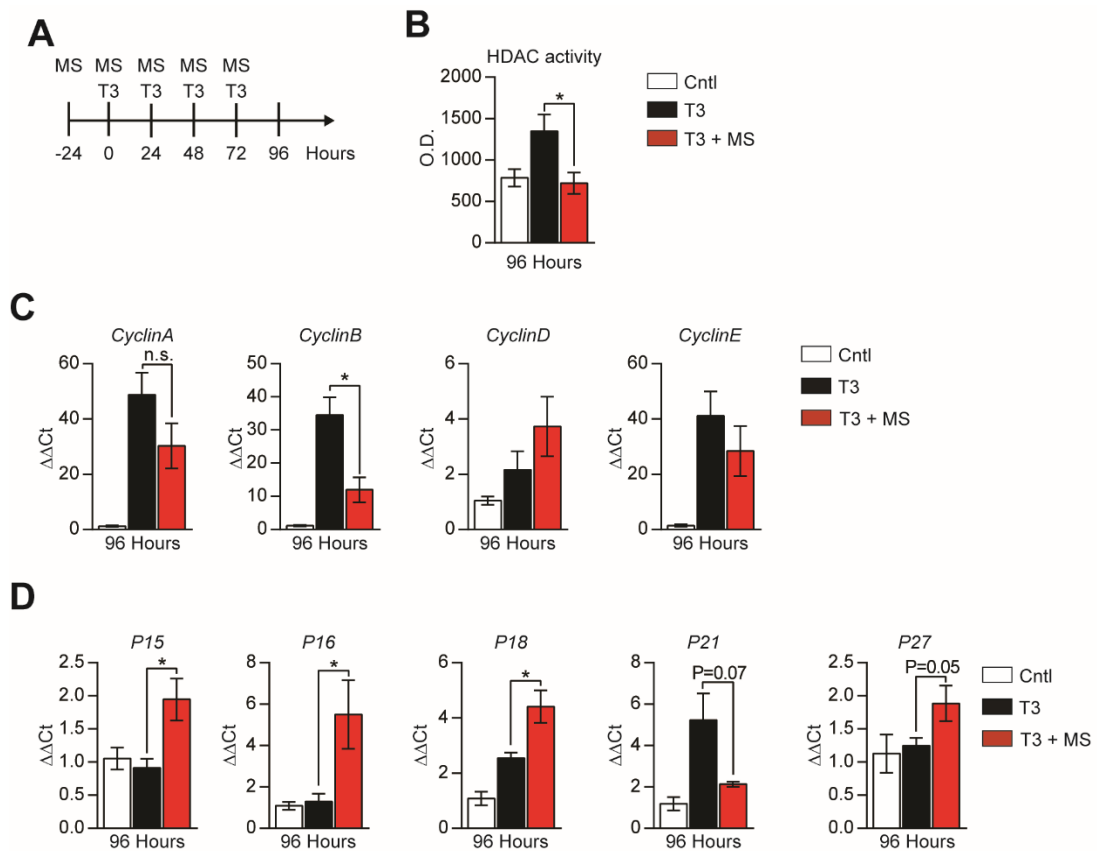 A
MS MS MS MS MS
T3 T3 T3 T3
-24 0 24 48 72 96 Hours
B
HDAC activity
2000
1500
1000
500
0
O.D.
*
96 Hours
Cntl
T3
T3 + MS
C
CyclinA
n.s.
60
40
20
0
ΔΔCt
96 Hours
CyclinB
*
50
40
30
20
10
0
ΔΔCt
96 Hours
CyclinD
6
4
2
0
ΔΔCt
96 Hours
CyclinE
60
40
20
0
ΔΔCt
96 Hours
Cntl
T3
T3 + MS
D
P15
*
2.5
2.0
1.5
1.0
0.5
0.0
ΔΔCt
96 Hours
P16
*
8
6
4
2
0
ΔΔCt
96 Hours
P18
*
6
4
2
0
ΔΔCt
96 Hours
P21
P=0.07
8
6
4
2
0
ΔΔCt
96 Hours
P27
P=0.05
2.5
2.0
1.5
1.0
0.5
0.0
ΔΔCt
96 Hours
Cntl
T3
T3 + MS